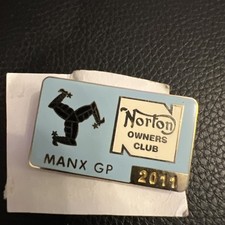 Norton
OWNERS
CLUB
MANX GP
2011